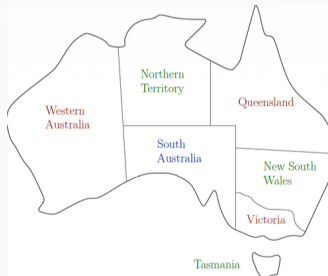 Northern
Territory
Western
Australia
Queensland
South
Australia
New South
Wales
Victoria
Tasmania